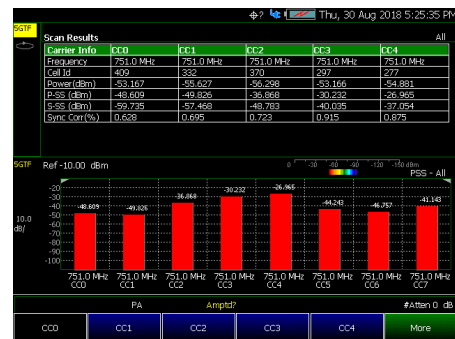 Thu, 30 Aug 2018 5:25:35 PM
5GTF
Scan Results All
Carrier Info CC0 CC1 CC2 CC3 CC4
Frequency 751.0 MHz 751.0 MHz 751.0 MHz 751.0 MHz 751.0 MHz
Cell Id 409 332 370 297 277
Power(dBm) -53.167 -55.627 -56.298 -53.166 -54.881
P-SS (dBm) -48.609 -49.826 -36.868 -30.232 -26.965
S-SS (dBm) -59.735 -57.468 -48.783 -40.035 -37.054
Sync Corr(%) 0.628 0.695 0.723 0.915 0.875
5GTF Ref -10.00 dBm 0 -30 -60 -90 -120 -150 dBm
PSS - All
-20
-30
-40
-50
-60
-70
-80
-90
-100
10.0
dB/
-48.609 -49.826 -36.868 -30.232 -26.965 -44.243 -46.757 -41.143
751.0 MHz 751.0 MHz 751.0 MHz 751.0 MHz 751.0 MHz 751.0 MHz 751.0 MHz 751.0 MHz
CC0 CC1 CC2 CC3 CC4 CC5 CC6 CC7
PA Amptd? #Atten 0 dB
CC0 CC1 CC2 CC3 CC4 More